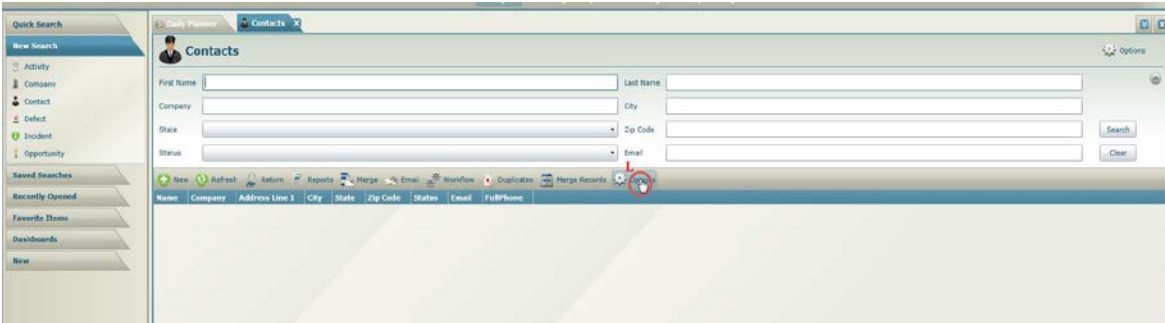 Quick Search
New Search
Activity
Company
Contact
Defect
Incident
Opportunity
Saved Searches
Recently Opened
Favorite Items
Dashboards
New
Daily Planner Contacts X
Contacts
Options
First Name Last Name
Company City
State Zip Code Search
Status Email Clear
L
New Refresh Return Reports Merge Email Workflow Duplicates Merge Records Options
Name Company Address Line 1 City State Zip Code Status Email FullPhone